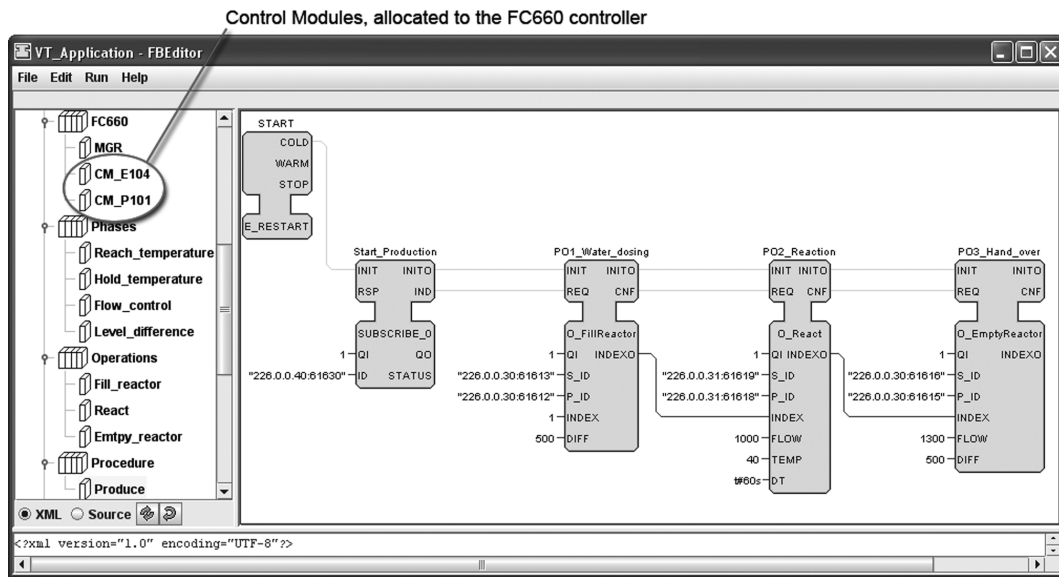 Control Modules, allocated to the FC660 controller
VT_Application - FBEditor
File Edit Run Help
FC660
MGR
CM_E104
CM_P101
Phases
Reach_temperature
Hold_temperature
Flow_control
Level_difference
Operations
Fill_reactor
React
Emtpy_reactor
Procedure
Produce
XML Source
START
COLD
WARM
STOP
E_RESTART
Start_Production
INIT INITO
RSP IND
SUBSCRIBE_0
1 QI QO
"226.0.0.40:61630" ID STATUS
PO1_Water_dosing
INIT INITO
REQ CNF
O_FillReactor
1 QI INDEXO
"226.0.0.30:61613" S_ID
"226.0.0.30:61612" P_ID
1 INDEX
500 DIFF
PO2_Reaction
INIT INITO
REQ CNF
O_React
1 QI INDEXO
"226.0.0.31:61619" S_ID
"226.0.0.31:61618" P_ID
INDEX
1000 FLOW
40 TEMP
t#60s DT
PO3_Hand_over
INIT INITO
REQ CNF
O_EmptyReactor
1 QI INDEXO
"226.0.0.30:61616" S_ID
"226.0.0.30:61615" P_ID
INDEX
1300 FLOW
500 DIFF
<?xml version="1.0" encoding="UTF-8"?>